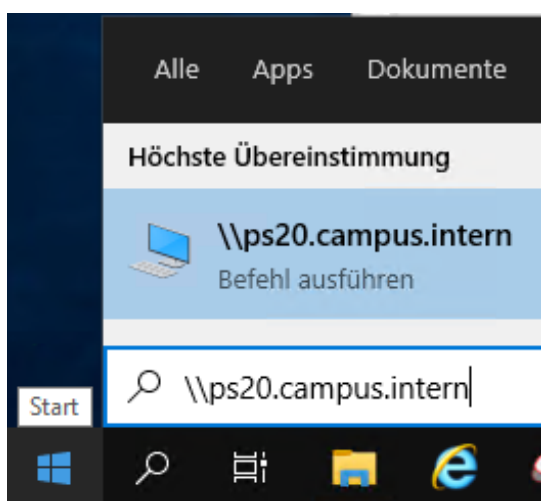 Alle Apps Dokumente
Höchste Übereinstimmung
\\ps20.campus.intern
Befehl ausführen
\\ps20.campus.intern
Start